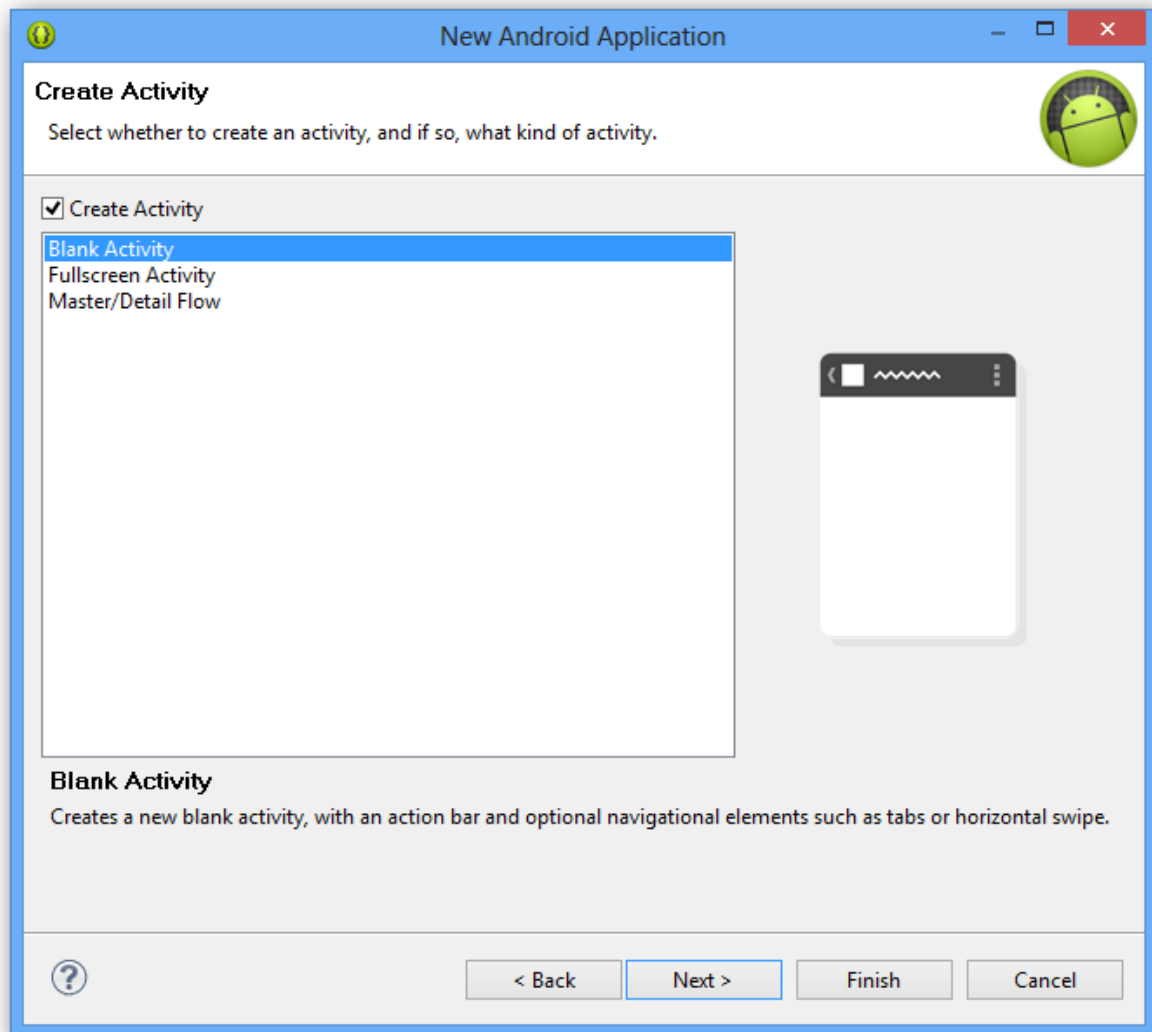 New Android Application
Create Activity
Select whether to create an activity, and if so, what kind of activity.
Create Activity
Blank Activity
Fullscreen Activity
Master/Detail Flow
Blank Activity
Creates a new blank activity, with an action bar and optional navigational elements such as tabs or horizontal swipe.
< Back Next > Finish Cancel